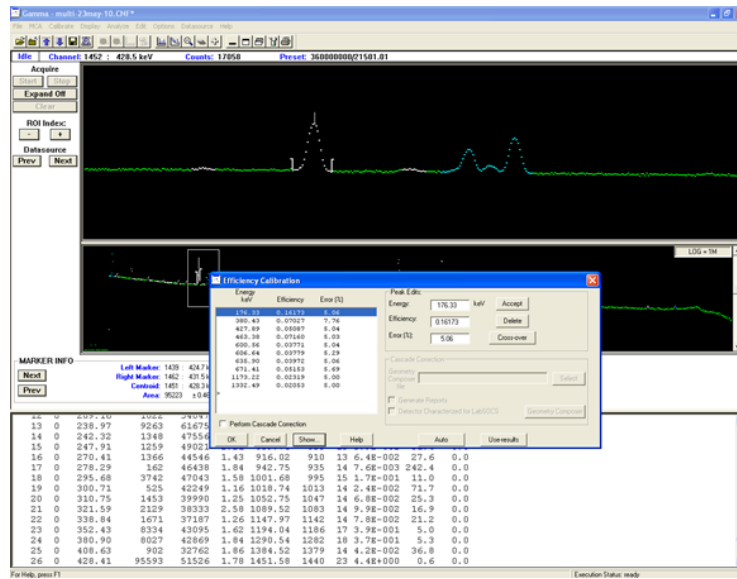 Gamma - multi-23may-10.CNF*
File MCA Calibrate Display Analyze Edit Options Datasource Help
Idle Channel: 1452 : 428.5 keV Counts: 17058 Preset: 360000000/21501.01
Acquire
Start Stop
Expand Off
Clear
ROI Index:
- +
Datasource
Prev Next
LOG = 1M
Efficiency Calibration
Energy keV Efficiency Error (%)
176.33 0.16173 5.06
380.43 0.07027 7.76
427.89 0.05087 5.04
463.38 0.07160 5.03
600.56 0.03771 5.04
606.64 0.03779 5.29
635.90 0.03972 5.06
671.41 0.05153 5.69
1173.22 0.02319 5.00
1332.49 0.02053 5.00
Perform Cascade Correction
OK Cancel Show... Help Auto Use results
Peak Edits
Energy: 176.33 keV Accept
Efficiency: 0.16173 Delete
Error (%): 5.06 Cross-over
Cascade Correction
Geometry Composer file: Select
Generate Reports
Detector Characterized for LabSOCS Geometry Composer
MARKER INFO
Next
Prev
Left Marker: 1439 : 424.7
Right Marker: 1462 : 431.5
Centroid: 1451 : 428.3
Area: 95223 ± 0.4
13 0 238.97 9263 61675
14 0 242.32 1348 47556
15 0 247.91 1259 49021
16 0 270.41 1366 44546 1.43 916.02 910 13 6.4E-002 27.6 0.0
17 0 278.29 162 46438 1.84 942.75 935 14 7.6E-003 242.4 0.0
18 0 295.68 3742 47043 1.58 1001.68 995 15 1.7E-001 11.0 0.0
19 0 300.71 525 42249 1.16 1018.74 1013 14 2.4E-002 71.7 0.0
20 0 310.75 1453 39990 1.25 1052.75 1047 14 6.8E-002 25.3 0.0
21 0 321.59 2129 38333 2.58 1089.52 1083 14 9.9E-002 16.9 0.0
22 0 338.84 1671 37187 1.26 1147.97 1142 14 7.8E-002 21.2 0.0
23 0 352.43 8334 43095 1.62 1194.04 1186 17 3.9E-001 5.0 0.0
24 0 380.90 8027 42869 1.84 1290.54 1282 18 3.7E-001 5.3 0.0
25 0 408.63 902 32762 1.86 1384.52 1379 14 4.2E-002 36.8 0.0
26 0 428.41 95593 51526 1.78 1451.58 1440 23 4.4E+000 0.6 0.0
For Help, press F1 Execution Status: ready